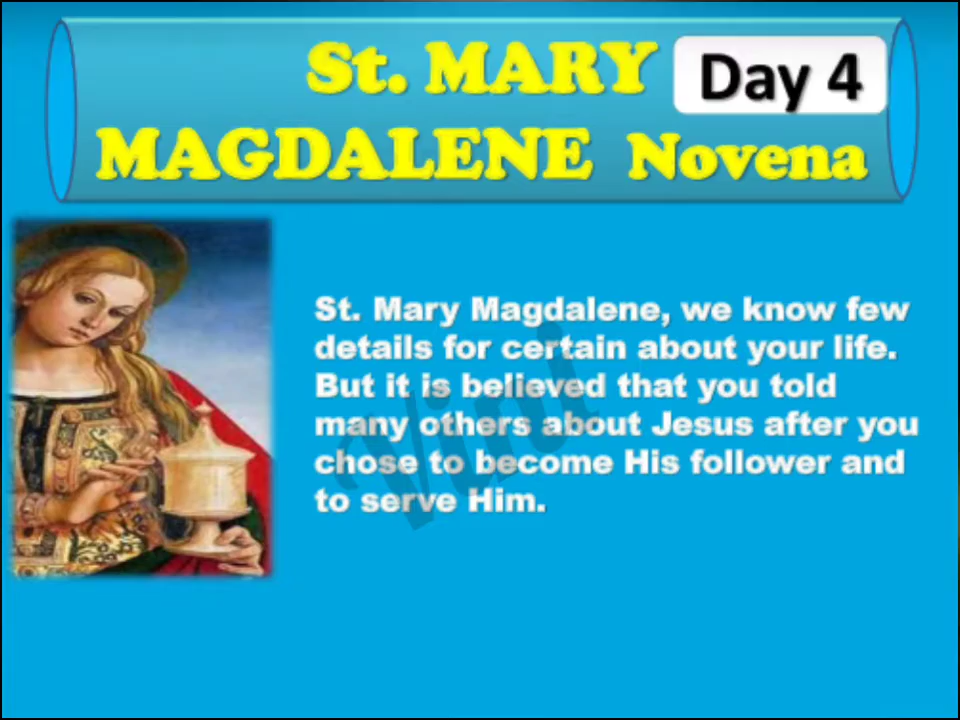 St. MARY Day 4
MAGDALENE Novena
St. Mary Magdalene, we know few
details for certain about your life.
But it is believed that you told
many others about Jesus after you
chose to become His follower and
to serve Him.